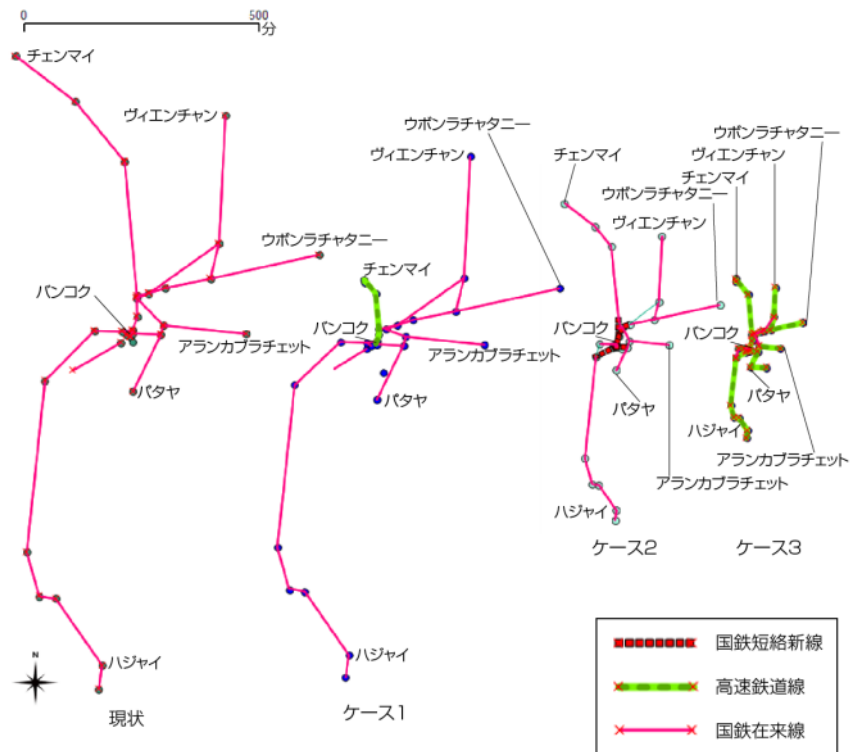 0
500
分
チェンマイ
ヴィエンチャン
ウボンラチャタニー
バンコク
アランカプラチェット
パタヤ
ハジャイ
N
現状
ウボンラチャタニー
ヴィエンチャン
チェンマイ
バンコク
アランカプラチェット
パタヤ
ハジャイ
ケース1
チェンマイ
ウボンラチャタニー
ヴィエンチャン
バンコク
パタヤ
アランカプラチェット
ハジャイ
ケース2
ウボンラチャタニー
ヴィエンチャン
チェンマイ
バンコク
パタヤ
ハジャイ
アランカプラチェット
ケース3
国鉄短絡新線
高速鉄道線
国鉄在来線